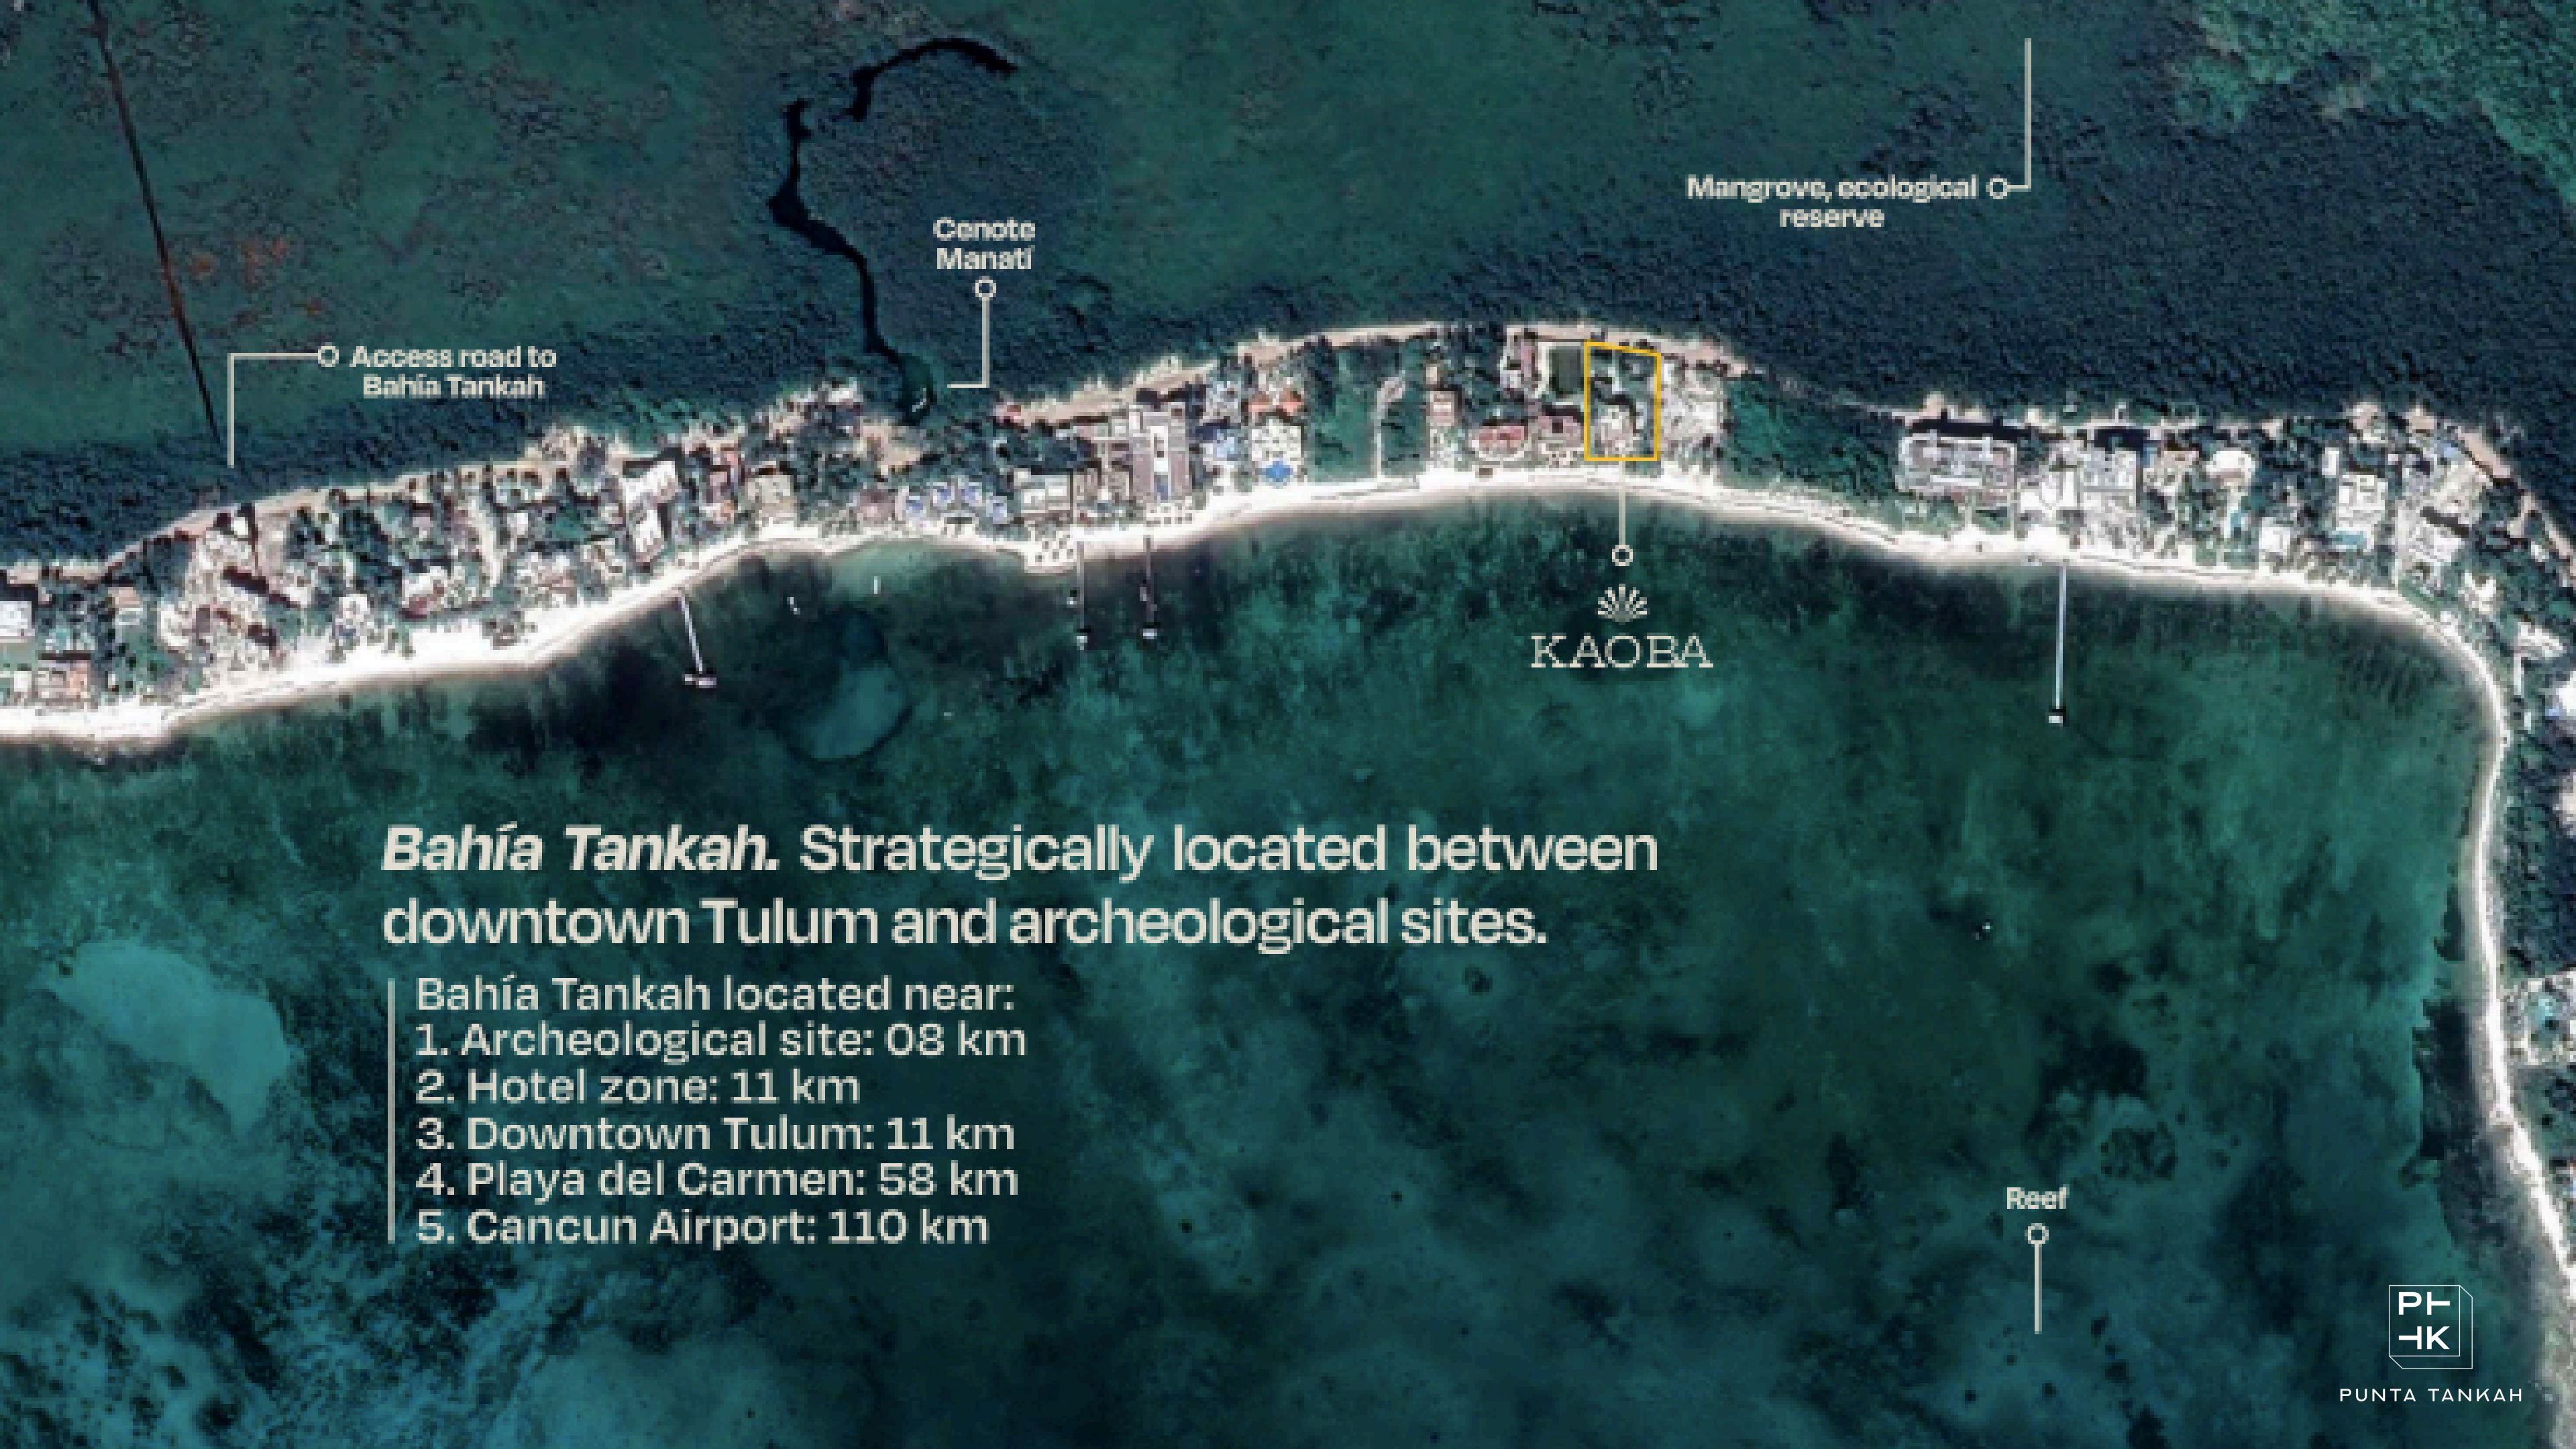 Mangrove, ecological
reserve
Cenote
Manatí
Access road to
Bahía Tankah
KAOBA
Bahía Tankah. Strategically located between
downtown Tulum and archeological sites.
Bahía Tankah located near:
1. Archeological site: 08 km
2. Hotel zone: 11 km
3. Downtown Tulum: 11 km
4. Playa del Carmen: 58 km
5. Cancun Airport: 110 km
Reef
PUNTA TANKAH